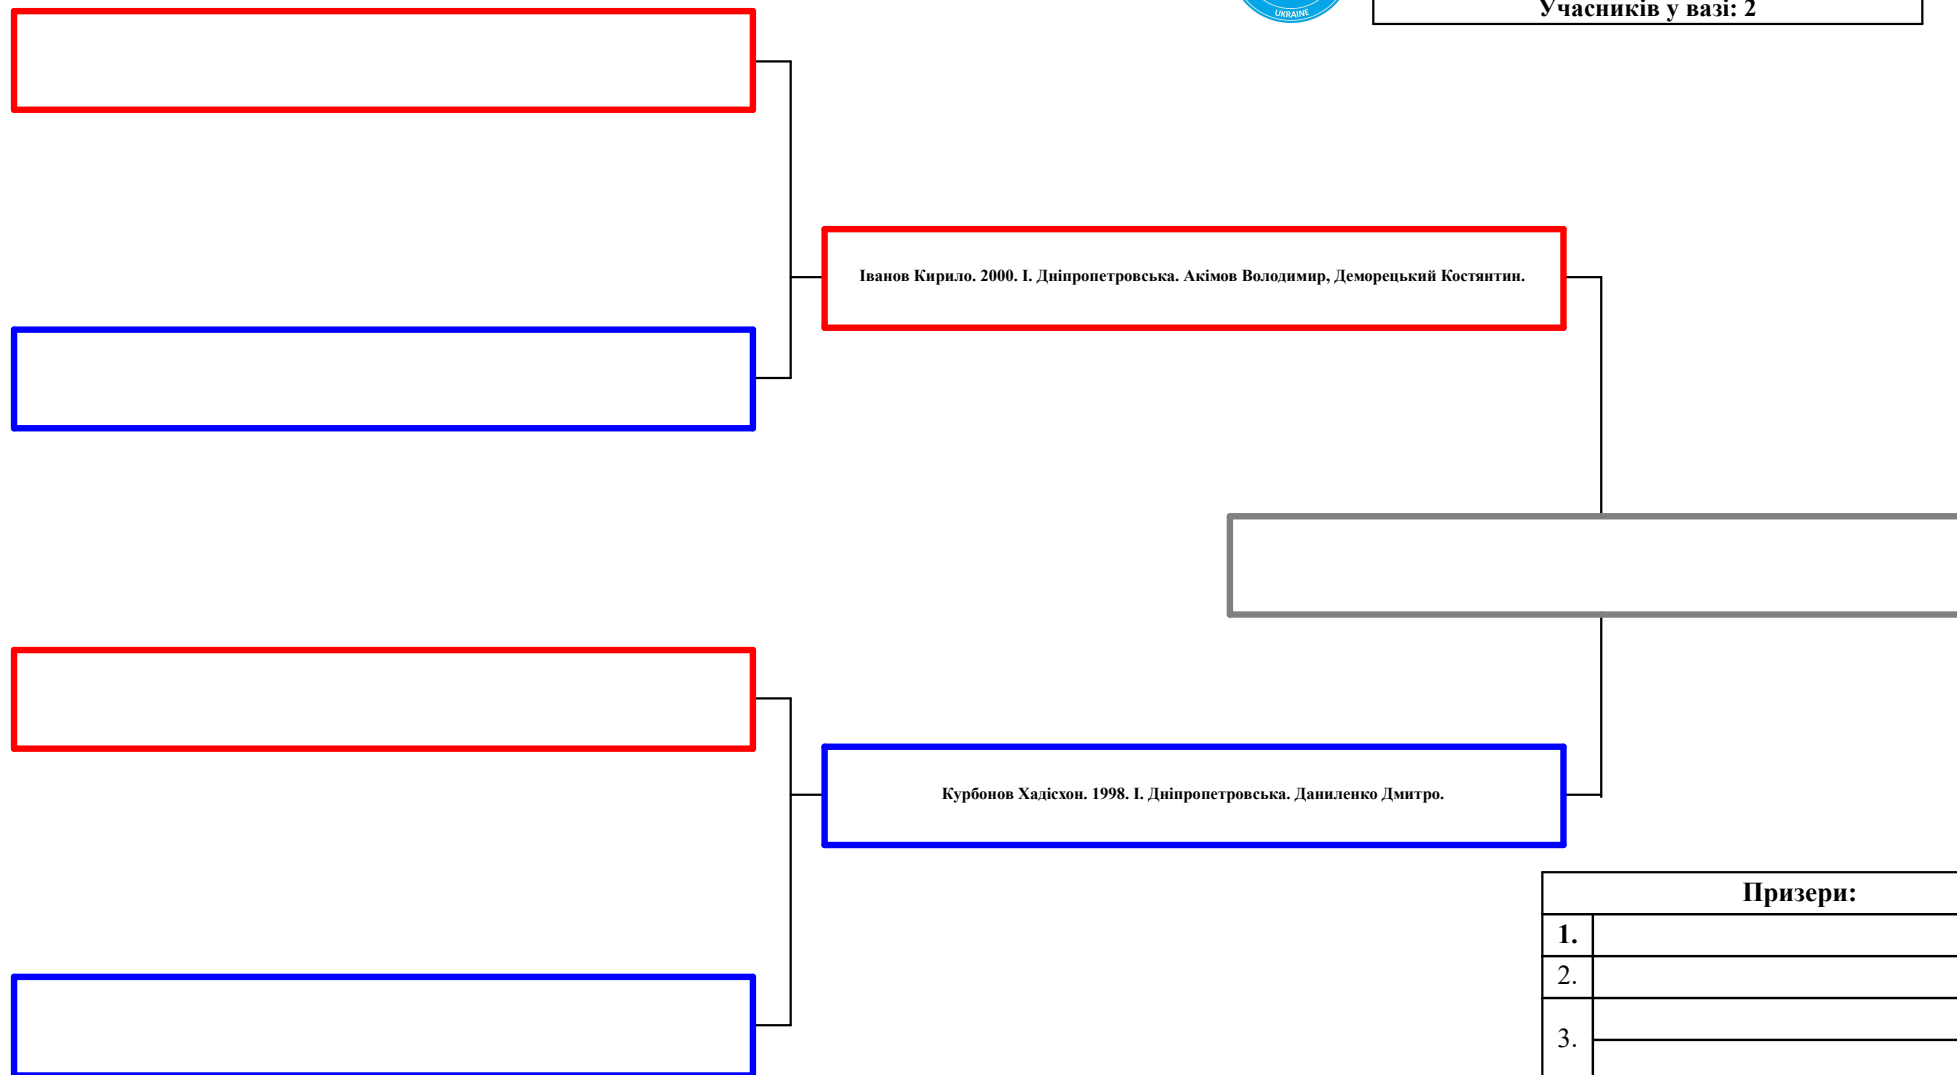 UKRAINE
Учасників у вазі: 2
Іванов Кирило. 2000. І. Дніпропетровська. Акімов Володимир, Деморецький Костянтин.
Курбонов Хадісхон. 1998. І. Дніпропетровська. Даниленко Дмитро.
Призери:
1.
2.
3.